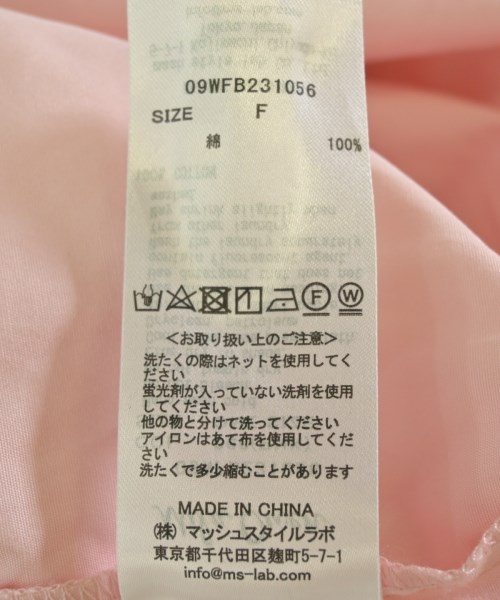 09WFB231056
SIZE F
綿 100%
＜お取り扱い上のご注意＞
洗たくの際はネットを使用してく
ださい
蛍光剤が入っていない洗剤を使用
してください
他の物と分けて洗ってください
アイロンはあて布を使用してくだ
さい
洗たくで多少縮むことがあります
MADE IN CHINA
(株) マッシュスタイルラボ
東京都千代田区麹町5-7-1
info@ms-lab.com